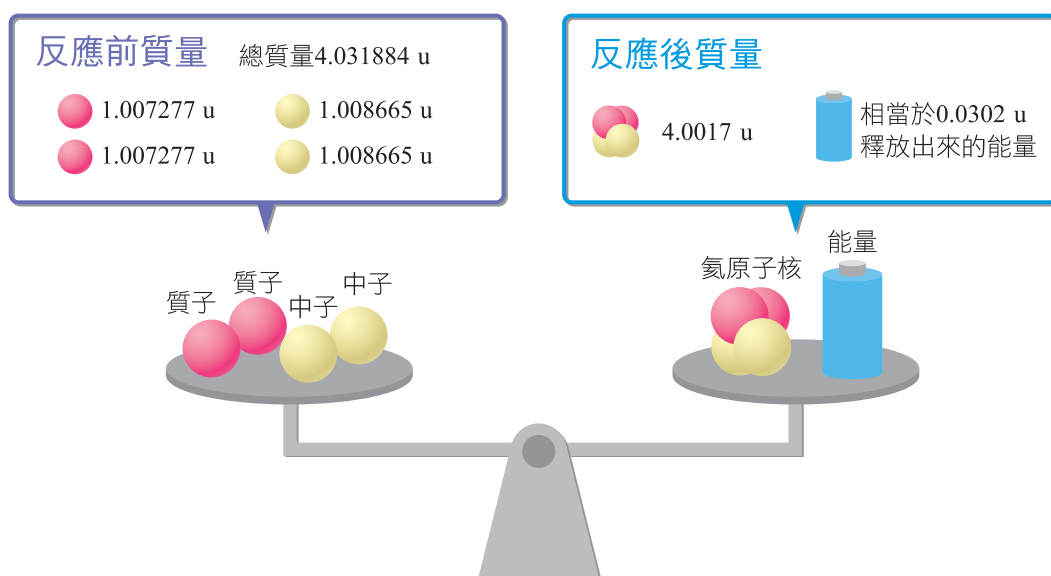 反應前質量 總質量4.031884 u
1.007277 u 1.008665 u
1.007277 u 1.008665 u
反應後質量
4.0017 u
相當於0.0302 u
釋放出來的能量
質子
質子
中子
中子
氦原子核
能量